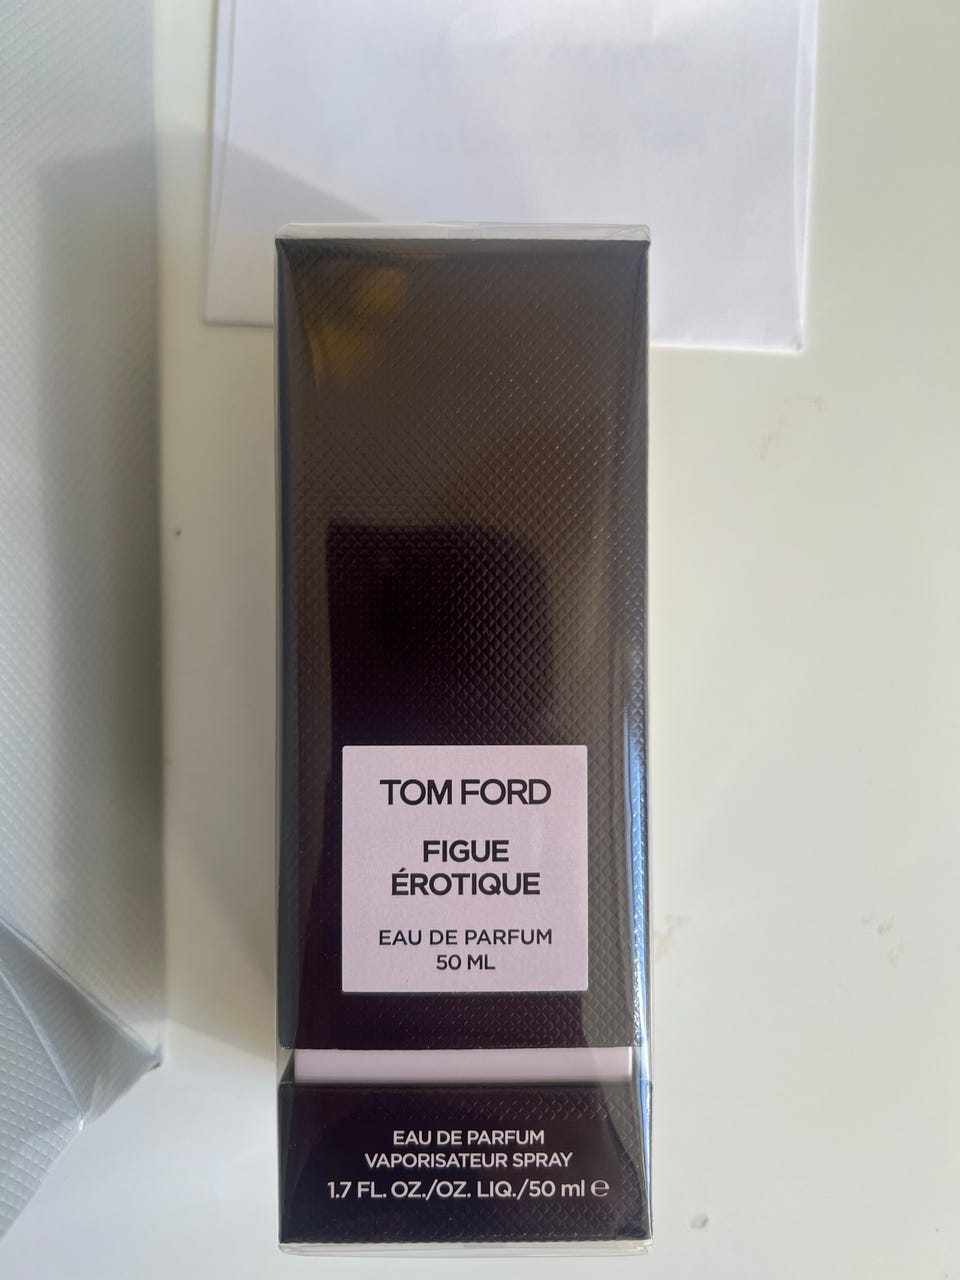 TOM FORD
FIGUE
ÉROTIQUE
EAU DE PARFUM
50 ML
EAU DE PARFUM
VAPORISATEUR SPRAY
1.7 FL. OZ./OZ. LIQ./50 ml ℮